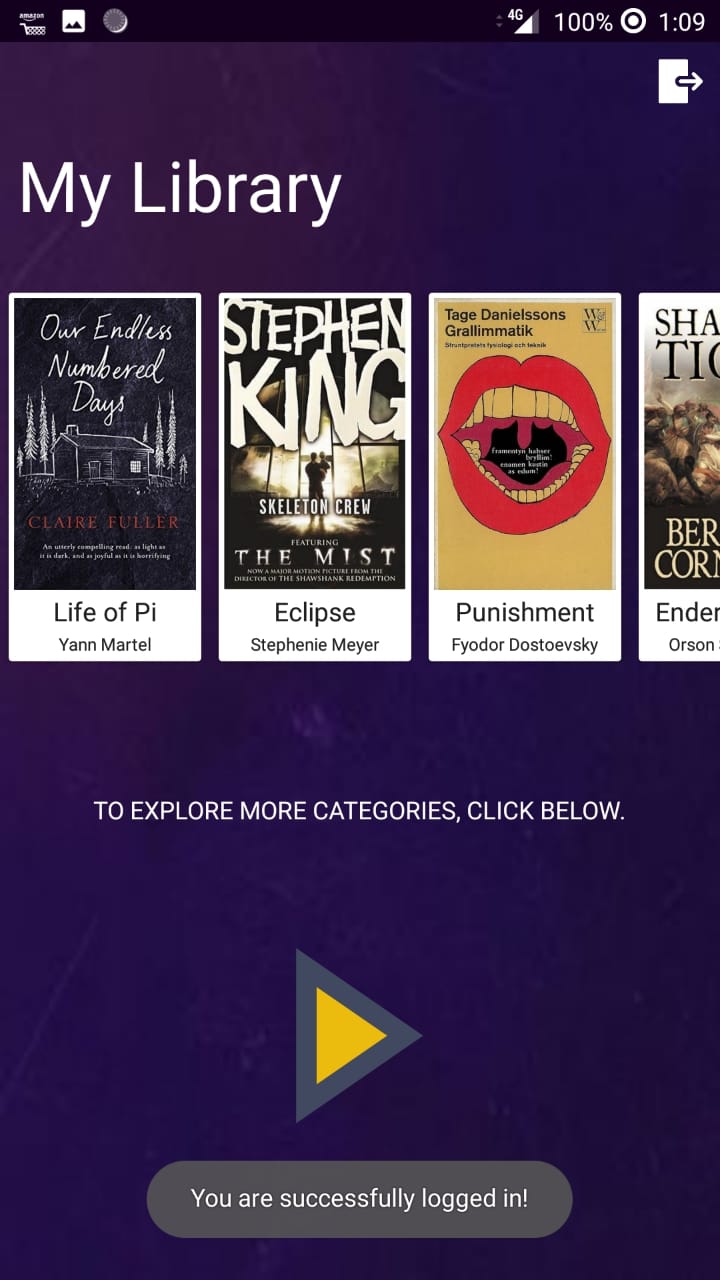 amazon
4G
100%
1:09
My Library
Our Endless
Numbered
Days
CLAIRE FULLER
An utterly compelling read: as light as
it is dark, and as joyful as it is horrifying
Life of Pi
Yann Martel
STEPHEN
KING
SKELETON CREW
FEATURING
THE MIST
NOW A MAJOR MOTION PICTURE FROM THE
DIRECTOR OF THE SHAWSHANK REDEMPTION
Eclipse
Stephenie Meyer
Tage Danielssons
Grallimmatik
Struntpratets fysiologi och teknik
W&
W
framentyn habser
bryllim!
enamen kostin
as edum!
Punishment
Fyodor Dostoevsky
SHA
TIG
BER
CORN
Ender
Orson S
TO EXPLORE MORE CATEGORIES, CLICK BELOW.
You are successfully logged in!